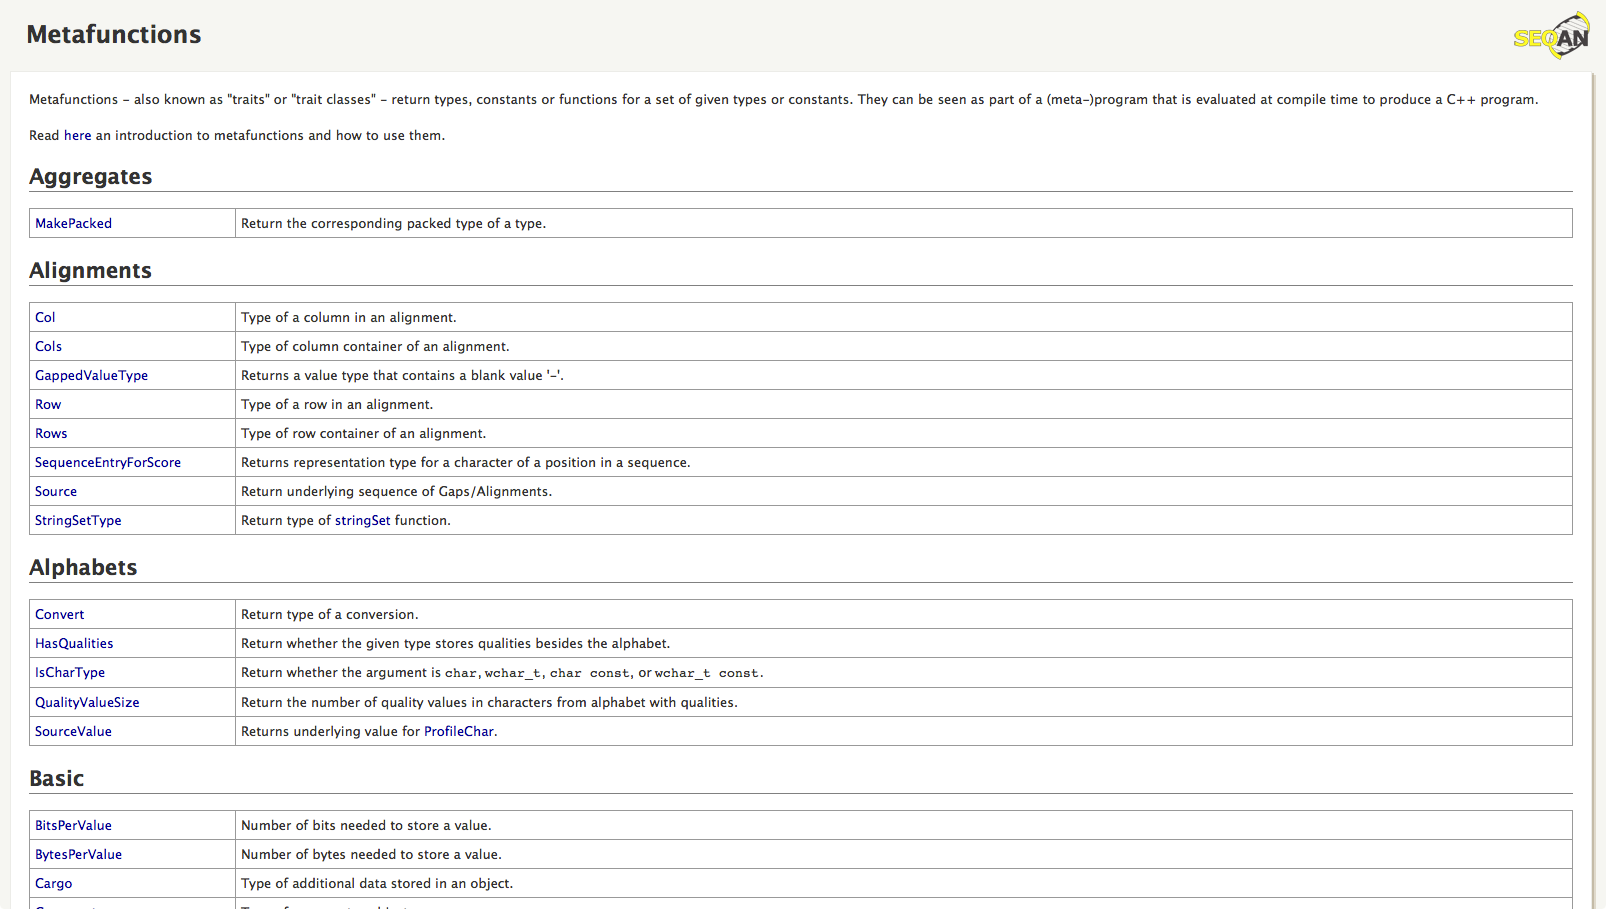 Metafunctions
SEQAN
Metafunctions – also known as "traits" or "trait classes" – return types, constants or functions for a set of given types or constants. They can be seen as part of a (meta-)program that is evaluated at compile time to produce a C++ program.
Read here an introduction to metafunctions and how to use them.
Aggregates
MakePacked Return the corresponding packed type of a type.
Alignments
Col Type of a column in an alignment.
Cols Type of column container of an alignment.
GappedValueType Returns a value type that contains a blank value '-'.
Row Type of a row in an alignment.
Rows Type of row container of an alignment.
SequenceEntryForScore Returns representation type for a character of a position in a sequence.
Source Return underlying sequence of Gaps/Alignments.
StringSetType Return type of stringSet function.
Alphabets
Convert Return type of a conversion.
HasQualities Return whether the given type stores qualities besides the alphabet.
IsCharType Return whether the argument is char, wchar_t, char const, or wchar_t const.
QualityValueSize Return the number of quality values in characters from alphabet with qualities.
SourceValue Returns underlying value for ProfileChar.
Basic
BitsPerValue Number of bits needed to store a value.
BytesPerValue Number of bytes needed to store a value.
Cargo Type of additional data stored in an object.